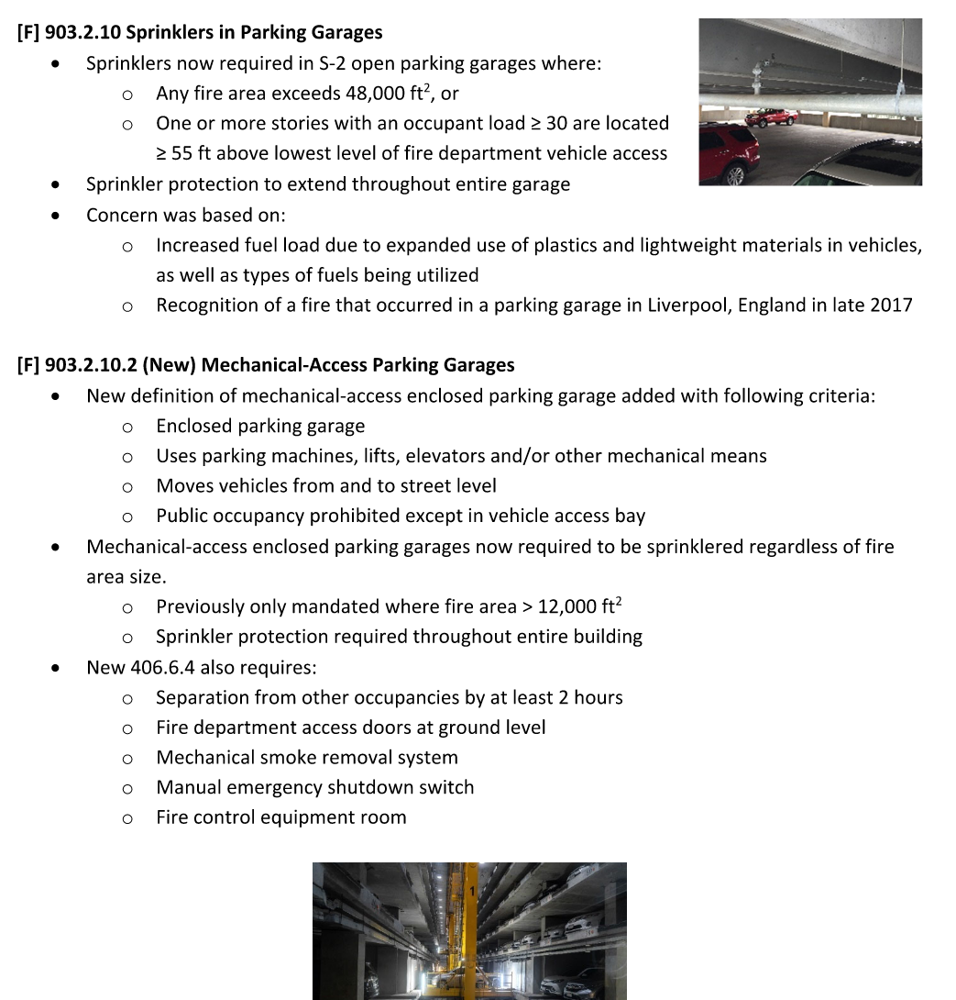 [F] 903.2.10 Sprinklers in Parking Garages
• Sprinklers now required in S-2 open parking garages where:
o Any fire area exceeds 48,000 ft², or
o One or more stories with an occupant load ≥ 30 are located
≥ 55 ft above lowest level of fire department vehicle access
• Sprinkler protection to extend throughout entire garage
• Concern was based on:
o Increased fuel load due to expanded use of plastics and lightweight materials in vehicles,
as well as types of fuels being utilized
o Recognition of a fire that occurred in a parking garage in Liverpool, England in late 2017
[F] 903.2.10.2 (New) Mechanical-Access Parking Garages
• New definition of mechanical-access enclosed parking garage added with following criteria:
o Enclosed parking garage
o Uses parking machines, lifts, elevators and/or other mechanical means
o Moves vehicles from and to street level
o Public occupancy prohibited except in vehicle access bay
• Mechanical-access enclosed parking garages now required to be sprinklered regardless of fire
area size.
o Previously only mandated where fire area > 12,000 ft²
o Sprinkler protection required throughout entire building
• New 406.6.4 also requires:
o Separation from other occupancies by at least 2 hours
o Fire department access doors at ground level
o Mechanical smoke removal system
o Manual emergency shutdown switch
o Fire control equipment room
1